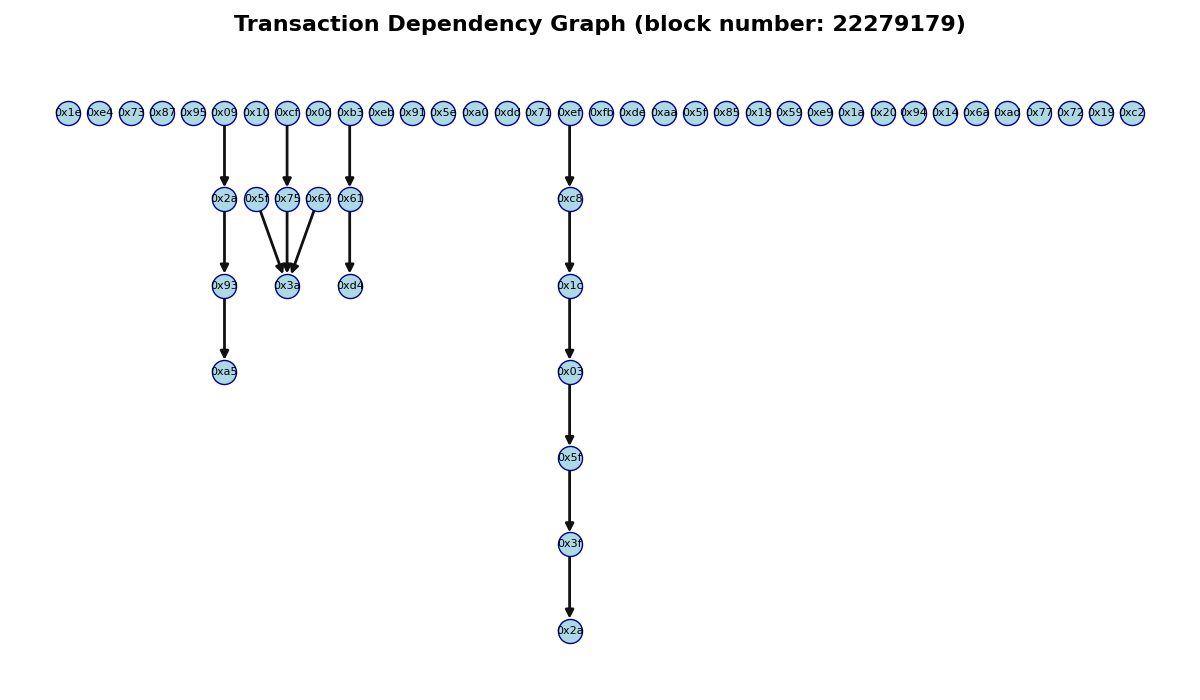 Transaction Dependency Graph (block number: 22279179)
0x1e 0xe4 0x73 0x87 0x95 0x09 0x10 0xcf 0x0d 0xb3 0xeb 0x91 0x5e 0xa0 0xdd 0x71 0xef 0xfb 0xde 0xaa 0x5f 0x85 0x18 0x59 0xe9 0x1a 0x20 0x94 0x14 0x6a 0xad 0x77 0x72 0x19 0xc2
0x2a 0x5f 0x75 0x67 0x61 0xc8
0x93 0x3a 0xd4 0x1c
0xa5 0x03
0x5f
0x3f
0x2a